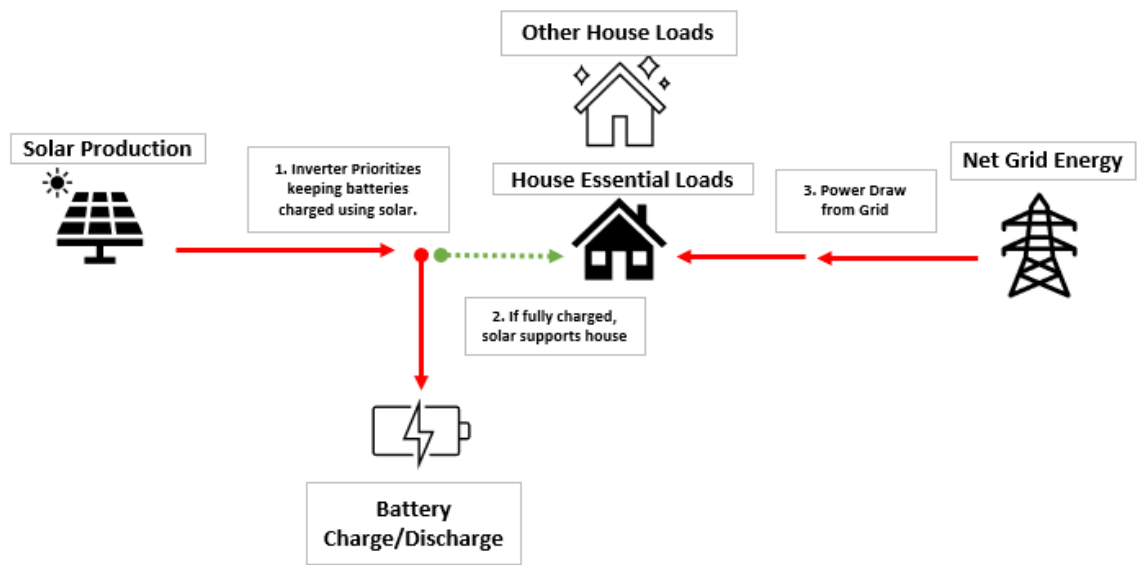 Other House Loads
Solar Production
1. Inverter Prioritizes
keeping batteries
charged using solar.
House Essential Loads
3. Power Draw
from Grid
Net Grid Energy
2. If fully charged,
solar supports house
Battery
Charge/Discharge